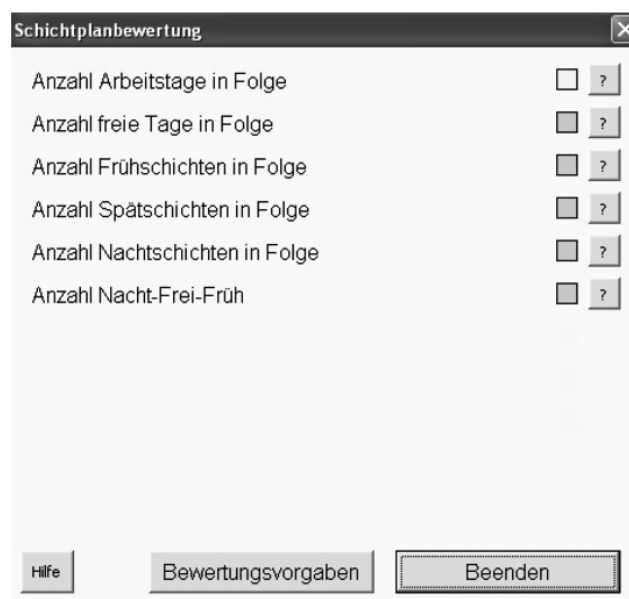 Schichtplanbewertung
Anzahl Arbeitstage in Folge ?
Anzahl freie Tage in Folge ?
Anzahl Frühschichten in Folge ?
Anzahl Spätschichten in Folge ?
Anzahl Nachtschichten in Folge ?
Anzahl Nacht-Frei-Früh ?
Hilfe Bewertungsvorgaben Beenden